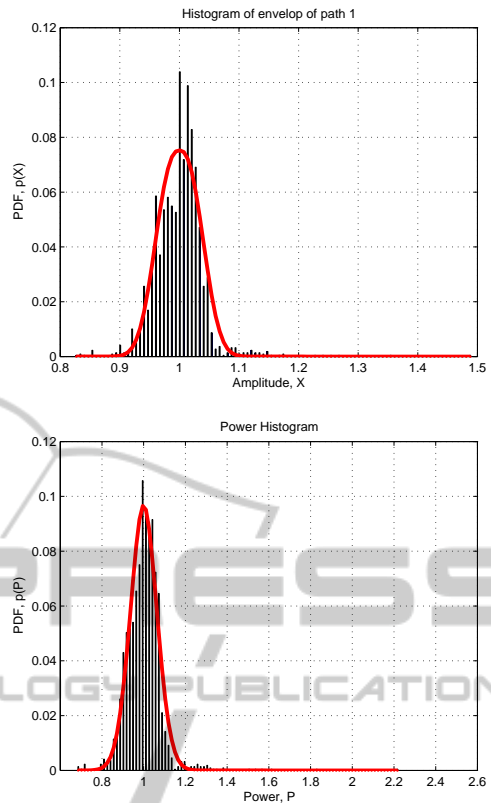 Histogram of envelop of path 1
0.12
0.1
0.08
0.06
0.04
0.02
0
PDF, p(X)
0.8 0.9 1 1.1 1.2 1.3 1.4 1.5
Amplitude, X
Power Histogram
0.12
0.1
0.08
0.06
0.04
0.02
0
PDF, p(P)
0.8 1 1.2 1.4 1.6 1.8 2 2.2 2.4 2.6
Power, P
PRESS
LOGY PUBLICATION